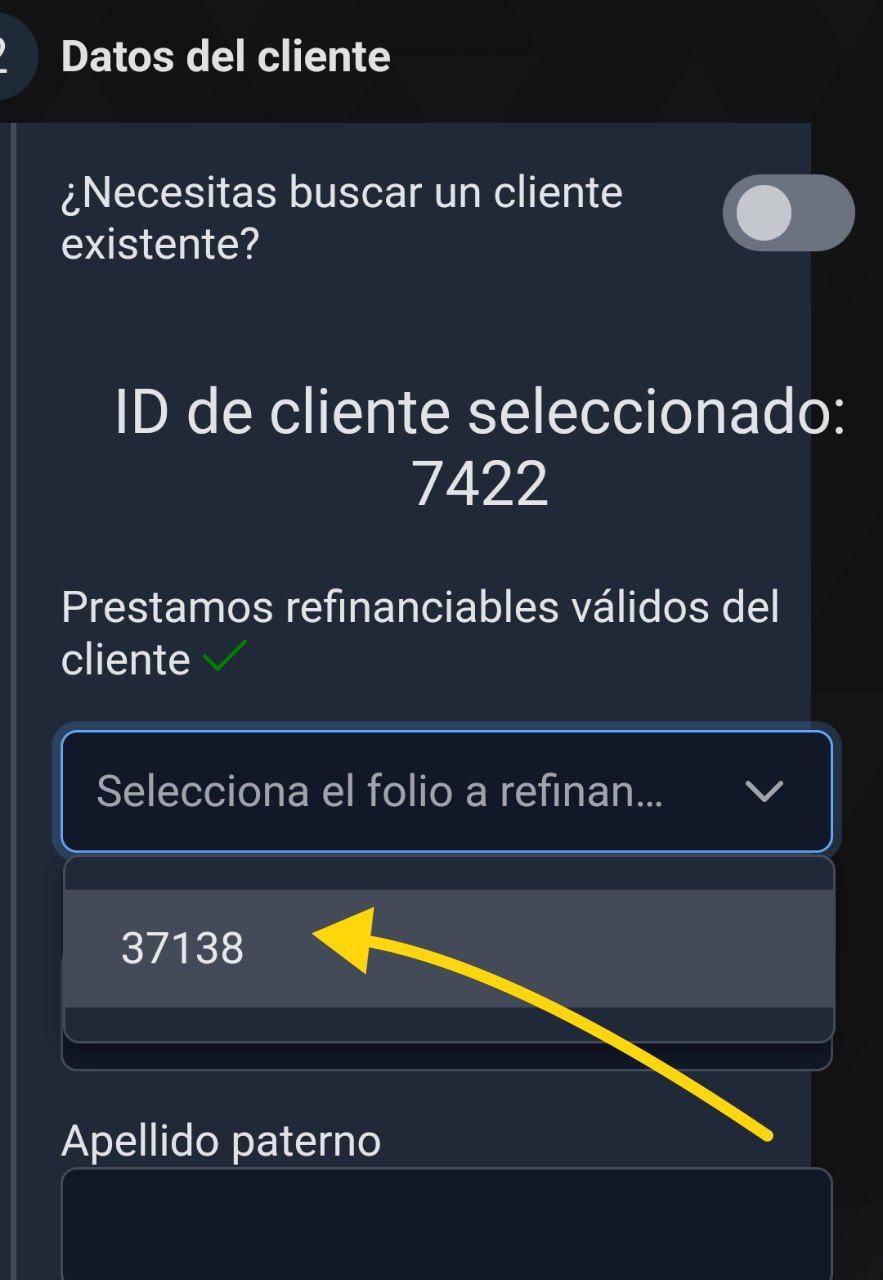 2
Datos del cliente
¿Necesitas buscar un cliente
existente?
ID de cliente seleccionado:
7422
Prestamos refinanciables válidos del
cliente
Selecciona el folio a refinan...
37138
Apellido paterno